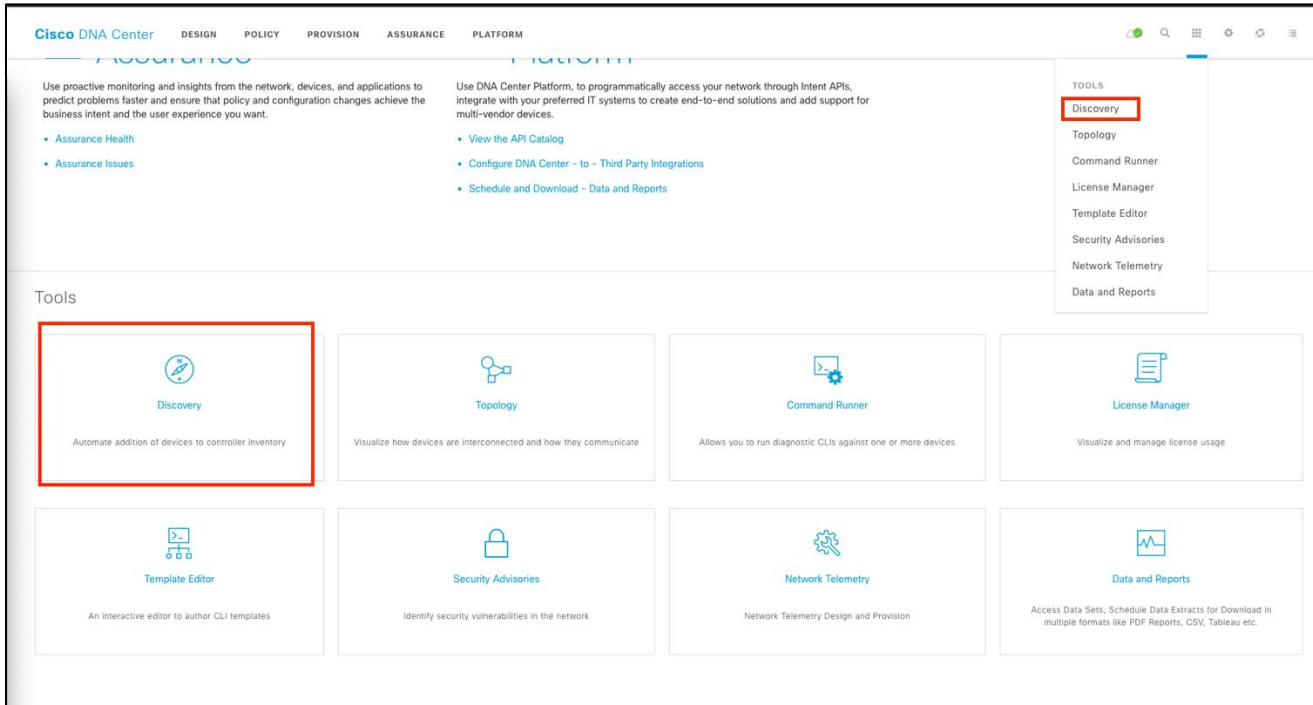 Cisco DNA Center DESIGN POLICY PROVISION ASSURANCE PLATFORM
Assurance Platform
Use proactive monitoring and insights from the network, devices, and applications to
predict problems faster and ensure that policy and configuration changes achieve the
business intent and the user experience you want.
• Assurance Health
• Assurance Issues
Use DNA Center Platform, to programmatically access your network through Intent APIs,
integrate with your preferred IT systems to create end-to-end solutions and add support for
multi-vendor devices.
• View the API Catalog
• Configure DNA Center - to - Third Party Integrations
• Schedule and Download - Data and Reports
TOOLS
Discovery
Topology
Command Runner
License Manager
Template Editor
Security Advisories
Network Telemetry
Data and Reports
Tools
N
Discovery
Automate addition of devices to controller inventory
Topology
Visualize how devices are interconnected and how they communicate
Command Runner
Allows you to run diagnostic CLIs against one or more devices
License Manager
Visualize and manage license usage
Template Editor
An interactive editor to author CLI templates
Security Advisories
Identify security vulnerabilities in the network
Network Telemetry
Network Telemetry Design and Provision
Data and Reports
Access Data Sets, Schedule Data Extracts for Download in
multiple formats like PDF Reports, CSV, Tableau etc.